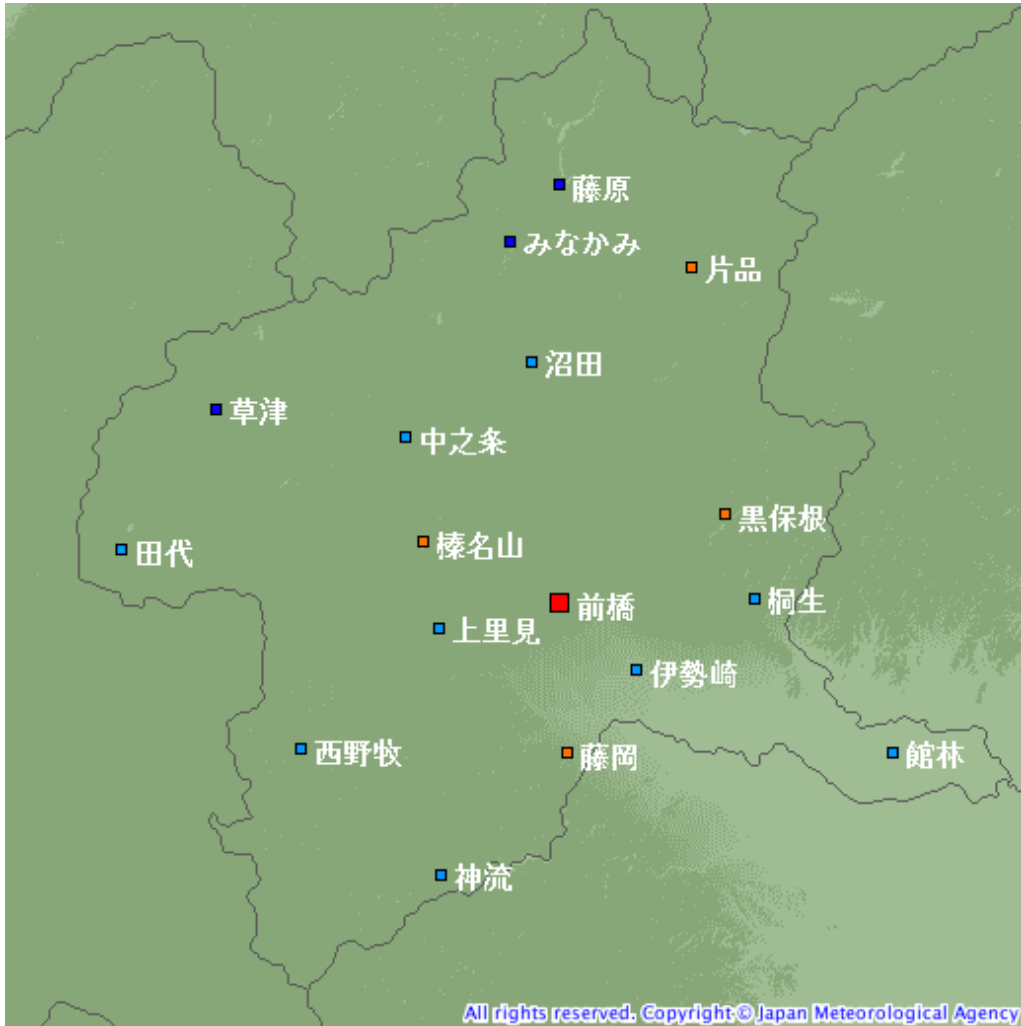 藤原
みなかみ
片品
沼田
草津
中之条
黒保根
榛名山
田代
前橋
桐生
上里見
伊勢崎
西野牧
藤岡
館林
神流
All rights reserved. Copyright © Japan Meteorological Agency